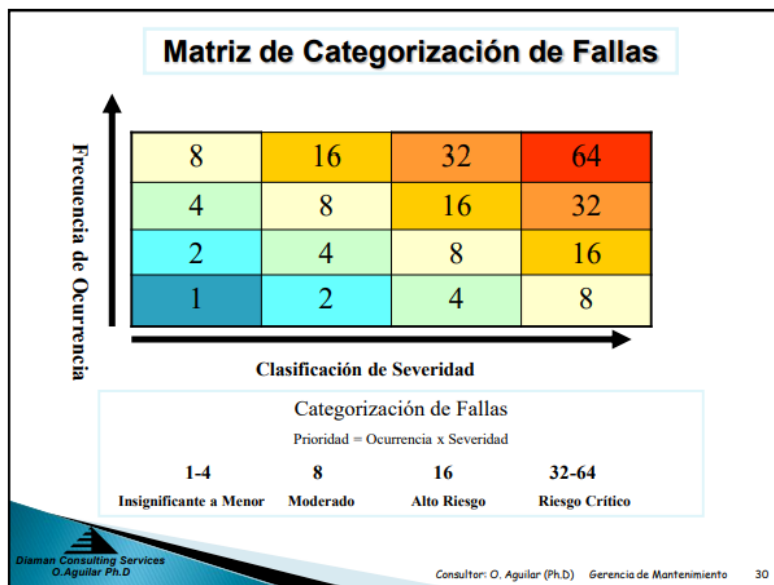 Matriz de Categorización de Fallas
Frecuencia de Ocurrencia
8 16 32 64
4 8 16 32
2 4 8 16
1 2 4 8
Clasificación de Severidad
Categorización de Fallas
Prioridad = Ocurrencia x Severidad
1-4 8 16 32-64
Insignificante a Menor Moderado Alto Riesgo Riesgo Crítico
Diaman Consulting Services
O.Aguilar Ph.D
Consultor: O. Aguilar (Ph.D) Gerencia de Mantenimiento 30